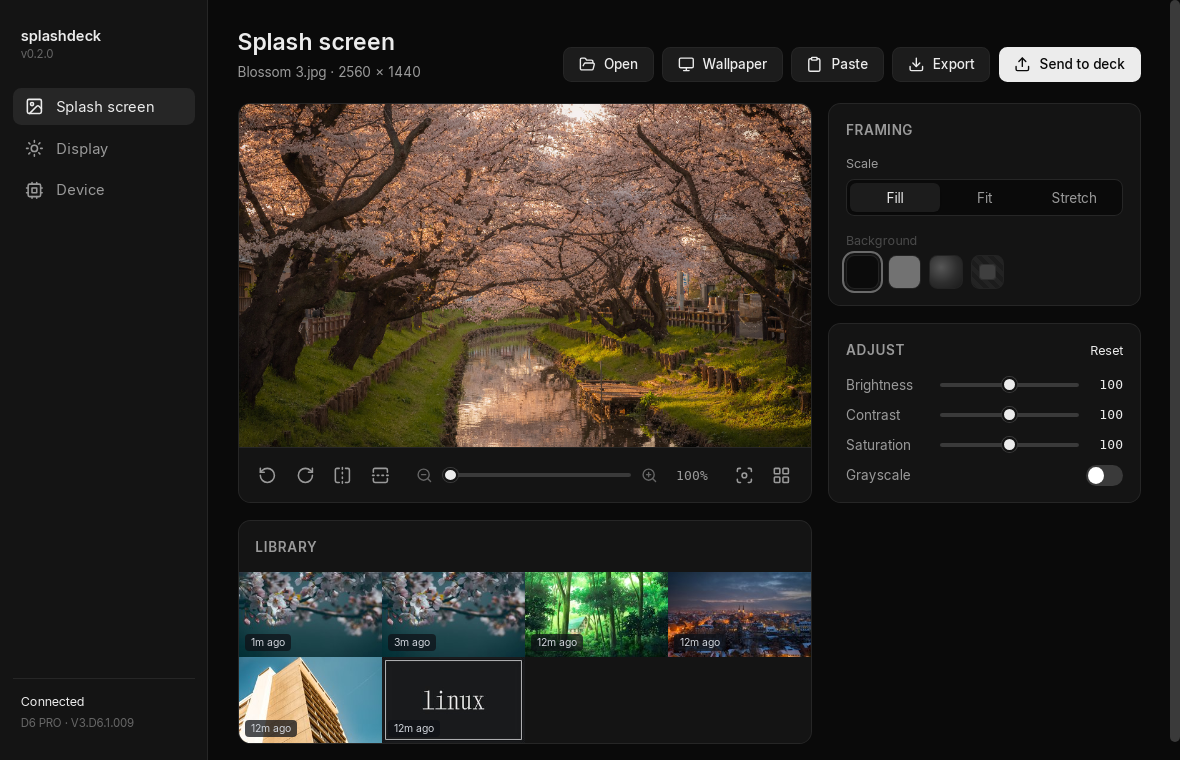 splashdeck
v0.2.0
Splash screen
Display
Device
Connected
D6 PRO · V3.D6.1.009
Splash screen
Blossom 3.jpg · 2560 × 1440
Open
Wallpaper
Paste
Export
Send to deck
100%
FRAMING
Scale
Fill
Fit
Stretch
Background
ADJUST
Reset
Brightness
100
Contrast
100
Saturation
100
Grayscale
LIBRARY
1m ago
3m ago
12m ago
12m ago
12m ago
linux
12m ago